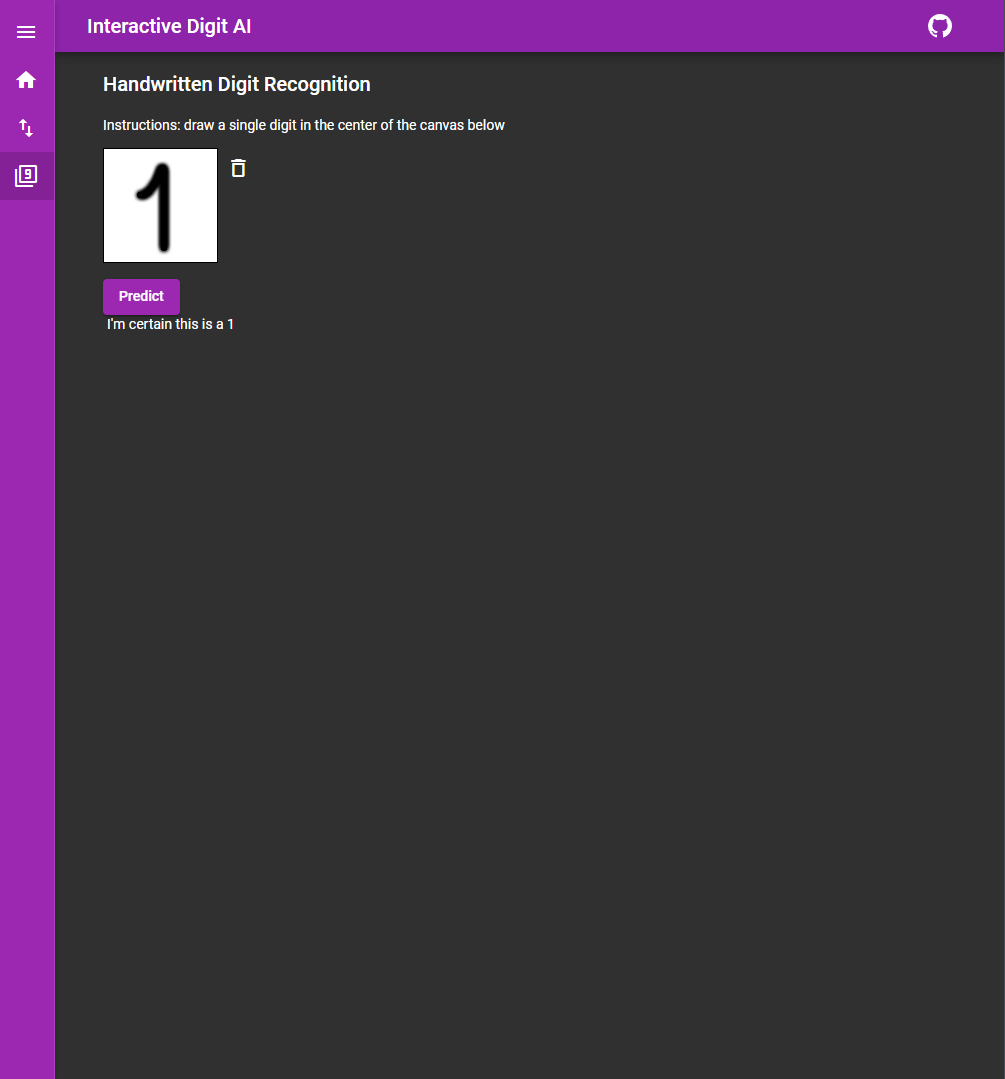 Interactive Digit AI
Handwritten Digit Recognition
Instructions: draw a single digit in the center of the canvas below
1
Predict
I'm certain this is a 1
9